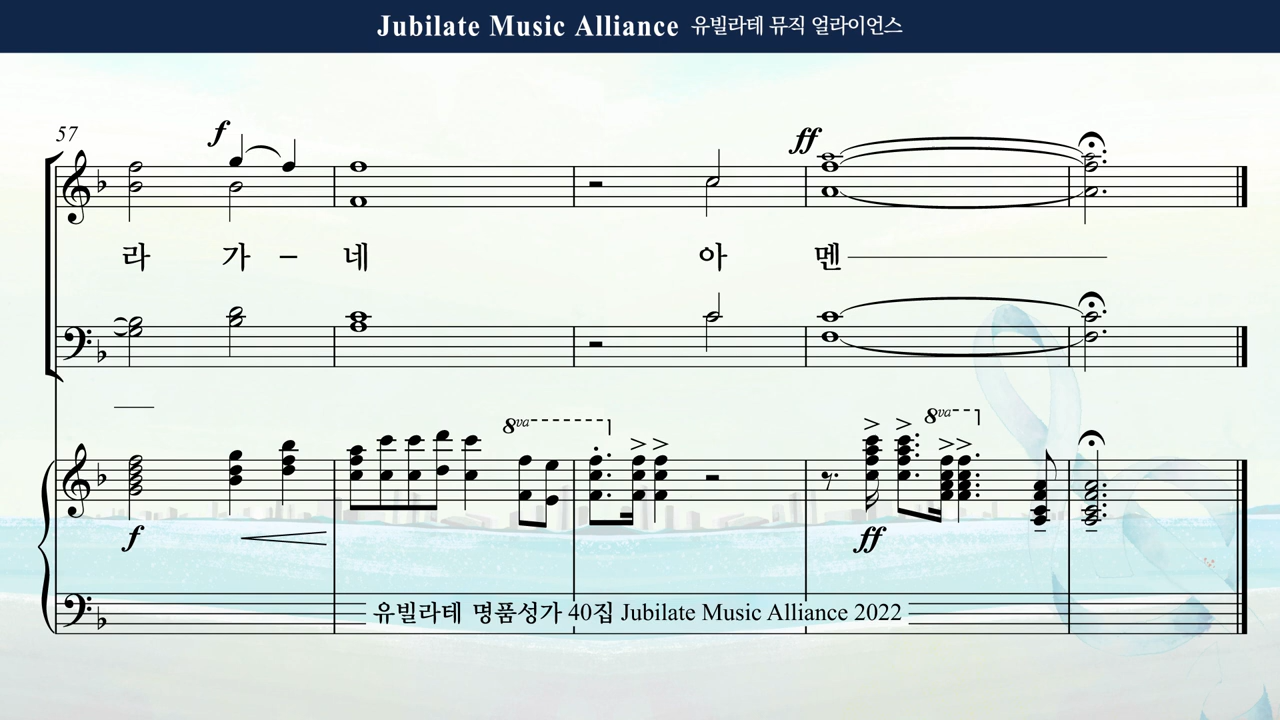 Jubilate Music Alliance 유빌라테 뮤직 얼라이언스
57
f
ff
라 가 – 네 아 멘
8va
8va
f
ff
유빌라테 명품성가 40집 Jubilate Music Alliance 2022